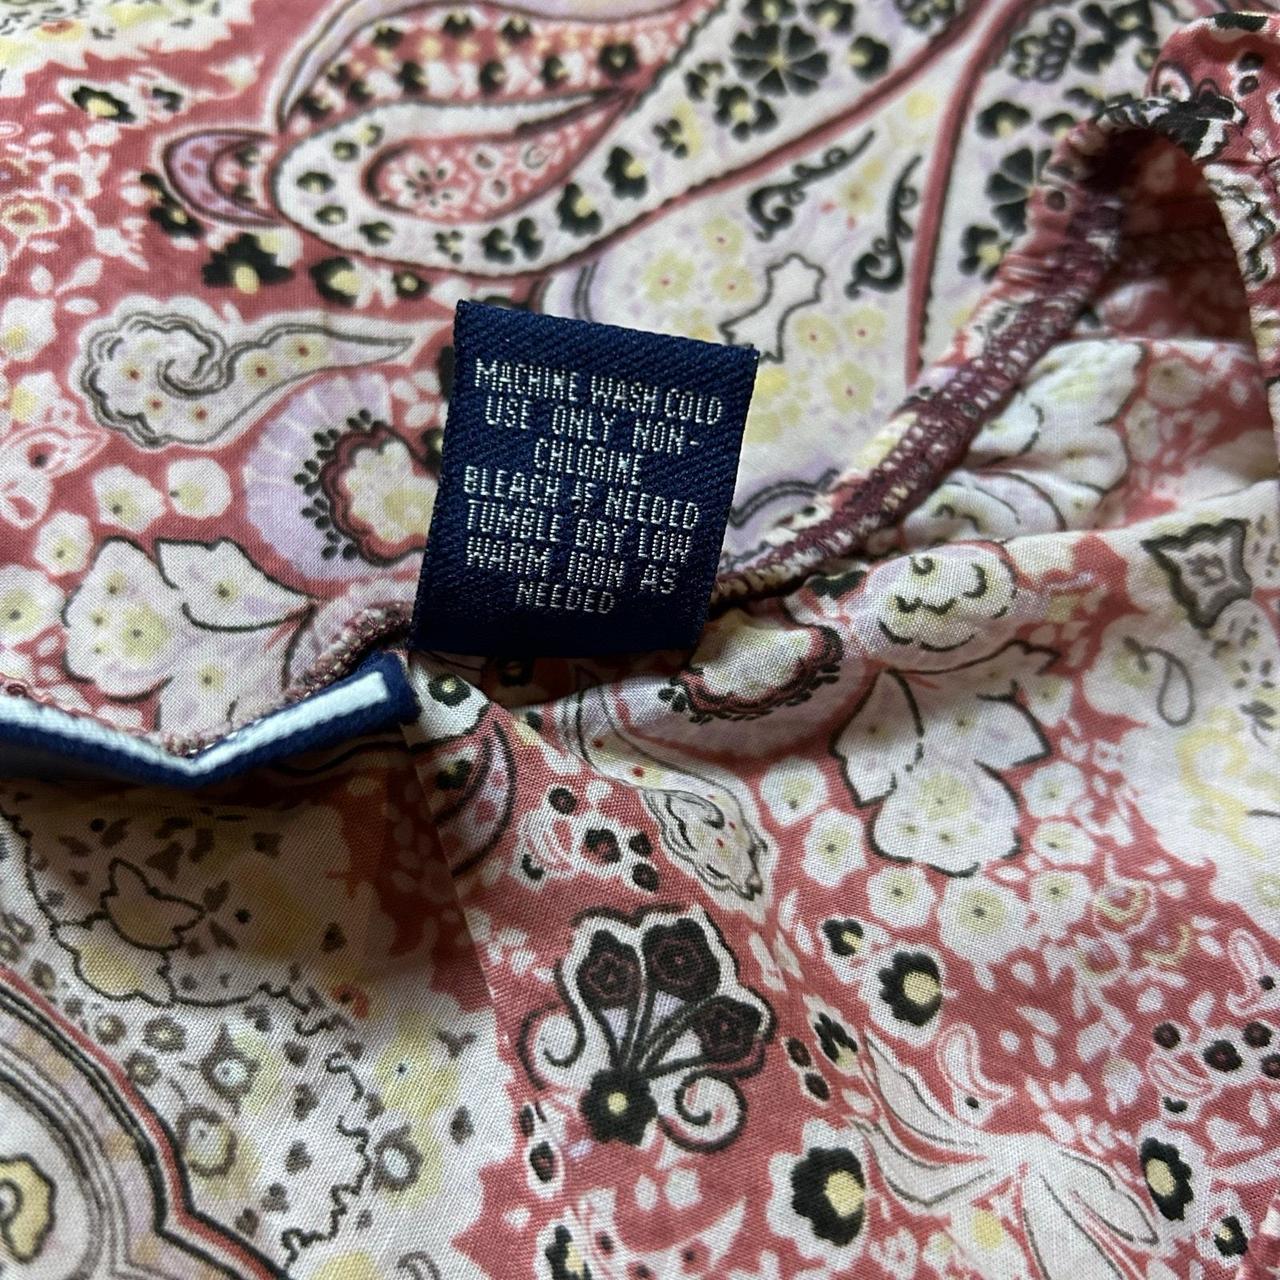 MACHINE WASH COLD
USE ONLY NON-
CHLORINE
BLEACH IF NEEDED
TUMBLE DRY LOW
WARM IRON AS
NEEDED